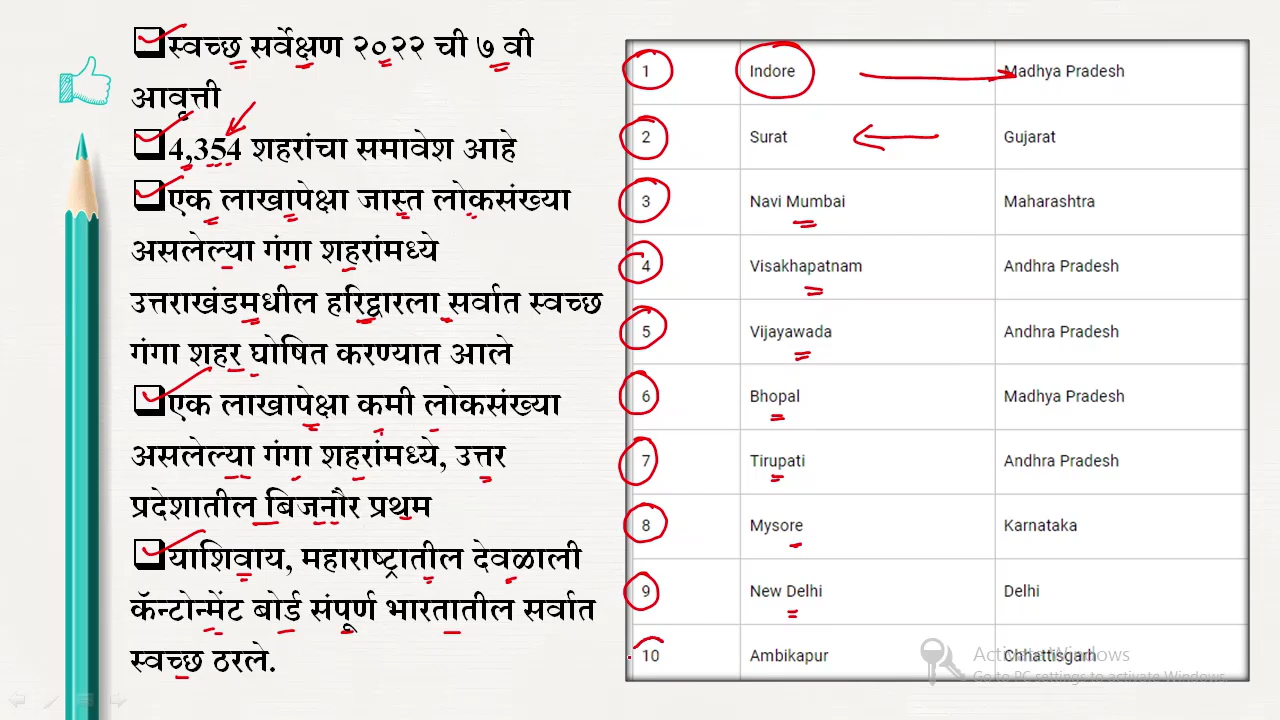 स्वच्छ सर्वेक्षण २०२२ ची ७ वी
आवृत्ती
4,354 शहरांचा समावेश आहे
एक लाखापेक्षा जास्त लोकसंख्या
असलेल्या गंगा शहरांमध्ये
उत्तराखंडमधील हरिद्वारला सर्वात स्वच्छ
गंगा शहर घोषित करण्यात आले
एक लाखापेक्षा कमी लोकसंख्या
असलेल्या गंगा शहरांमध्ये, उत्तर
प्रदेशातील बिजनौर प्रथम
याशिवाय, महाराष्ट्रातील देवळाली
कॅन्टोन्मेंट बोर्ड संपूर्ण भारतातील सर्वात
स्वच्छ ठरले.
1 Indore Madhya Pradesh
2 Surat Gujarat
3 Navi Mumbai Maharashtra
4 Visakhapatnam Andhra Pradesh
5 Vijayawada Andhra Pradesh
6 Bhopal Madhya Pradesh
7 Tirupati Andhra Pradesh
8 Mysore Karnataka
9 New Delhi Delhi
10 Ambikapur Chhattisgarh
Activate Windows
Go to PC settings to activate Windows.